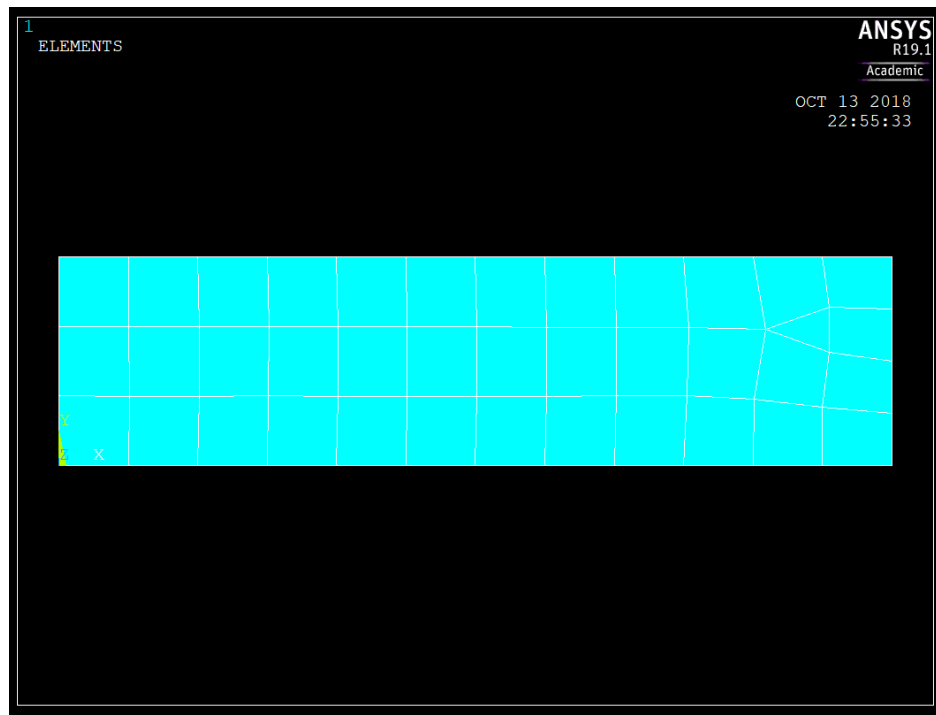 1
ELEMENTS
ANSYS
R19.1
Academic
OCT 13 2018
22:55:33
Y
Z X